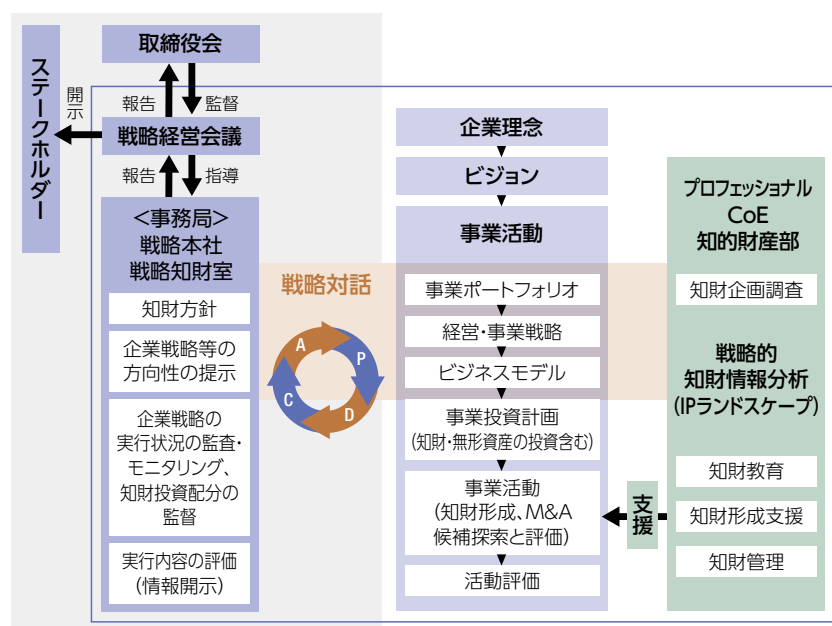 ステークホルダー
開示
取締役会
報告
監督
戦略経営会議
報告
指導
<事務局>
戦略本社
戦略知財室
知財方針
企業戦略等の
方向性の提示
企業戦略の
実行状況の監査・
モニタリング、
知財投資配分の
監督
実行内容の評価
(情報開示)
戦略対話
A
P
C
D
企業理念
ビジョン
事業活動
事業ポートフォリオ
経営・事業戦略
ビジネスモデル
事業投資計画
(知財・無形資産の投資含む)
事業活動
(知財形成、M&A
候補探索と評価)
活動評価
支援
プロフェッショナル
CoE
知的財産部
知財企画調査
戦略的
知財情報分析
(IPランドスケープ)
知財教育
知財形成支援
知財管理